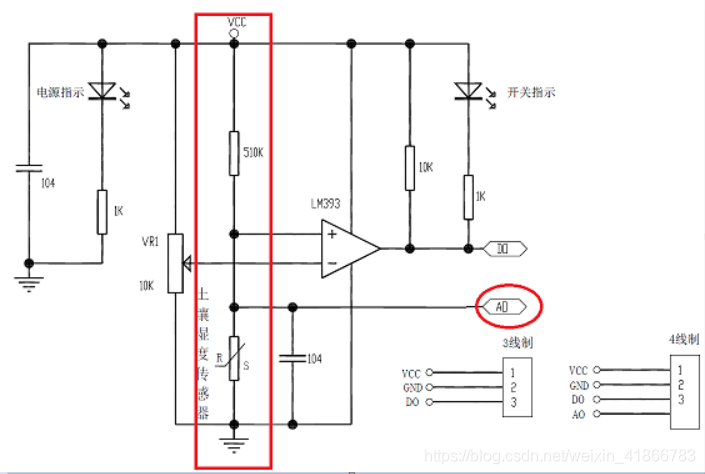 VCC
电源指示
开关指示
510K
10K
104
1K
1K
LM393
+
−
VR1
10K
DO
AO
土壤湿度传感器
R
S
104
3线制
VCC
1
GND
2
DO
3
4线制
VCC
1
GND
2
DO
3
AO
https://blog.csdn.net/weixin_41866783